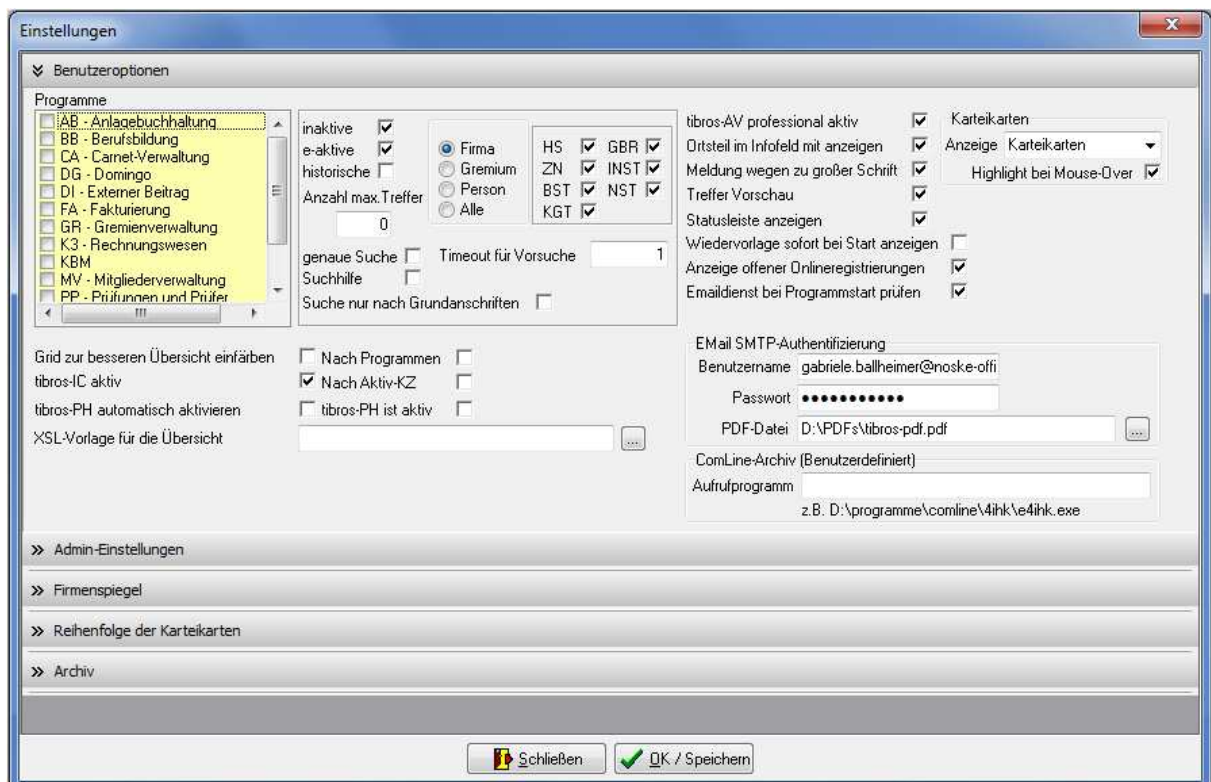 Einstellungen
Benutzeroptionen
Programme
AB - Anlagebuchhaltung
BB - Berufsbildung
CA - Carnet-Verwaltung
DG - Domingo
DI - Externer Beitrag
FA - Fakturierung
GR - Gremienverwaltung
K3 - Rechnungswesen
KBM
MV - Mitgliederverwaltung
PP - Prüfungen und Prüfer
inaktive
e-aktive
historische
Anzahl max.Treffer
0
Firma
Gremium
Person
Alle
HS GBR
ZN INST
BST NST
KGT
genaue Suche Timeout für Vorsuche 1
Suchhilfe
Suche nur nach Grundanschriften
tibros-AV professional aktiv
Ortsteil im Infofeld mit anzeigen
Meldung wegen zu großer Schrift
Treffer Vorschau
Statusleiste anzeigen
Wiedervorlage sofort bei Start anzeigen
Anzeige offener Onlineregistrierungen
Emaildienst bei Programmstart prüfen
Karteikarten
Anzeige Karteikarten
Highlight bei Mouse-Over
Grid zur besseren Übersicht einfärben Nach Programmen
tibros-IC aktiv Nach Aktiv-KZ
tibros-PH automatisch aktivieren tibros-PH ist aktiv
XSL-Vorlage für die Übersicht ...
EMail SMTP-Authentifizierung
Benutzername gabriele.ballheimer@noske-offi
Passwort ●●●●●●●●●●●
PDF-Datei D:\PDFs\tibros-pdf.pdf ...
ComLine-Archiv (Benutzerdefiniert)
Aufrufprogramm
z.B. D:\programme\comline\4ihk\e4ihk.exe
Admin-Einstellungen
Firmenspiegel
Reihenfolge der Karteikarten
Archiv
Schließen OK / Speichern